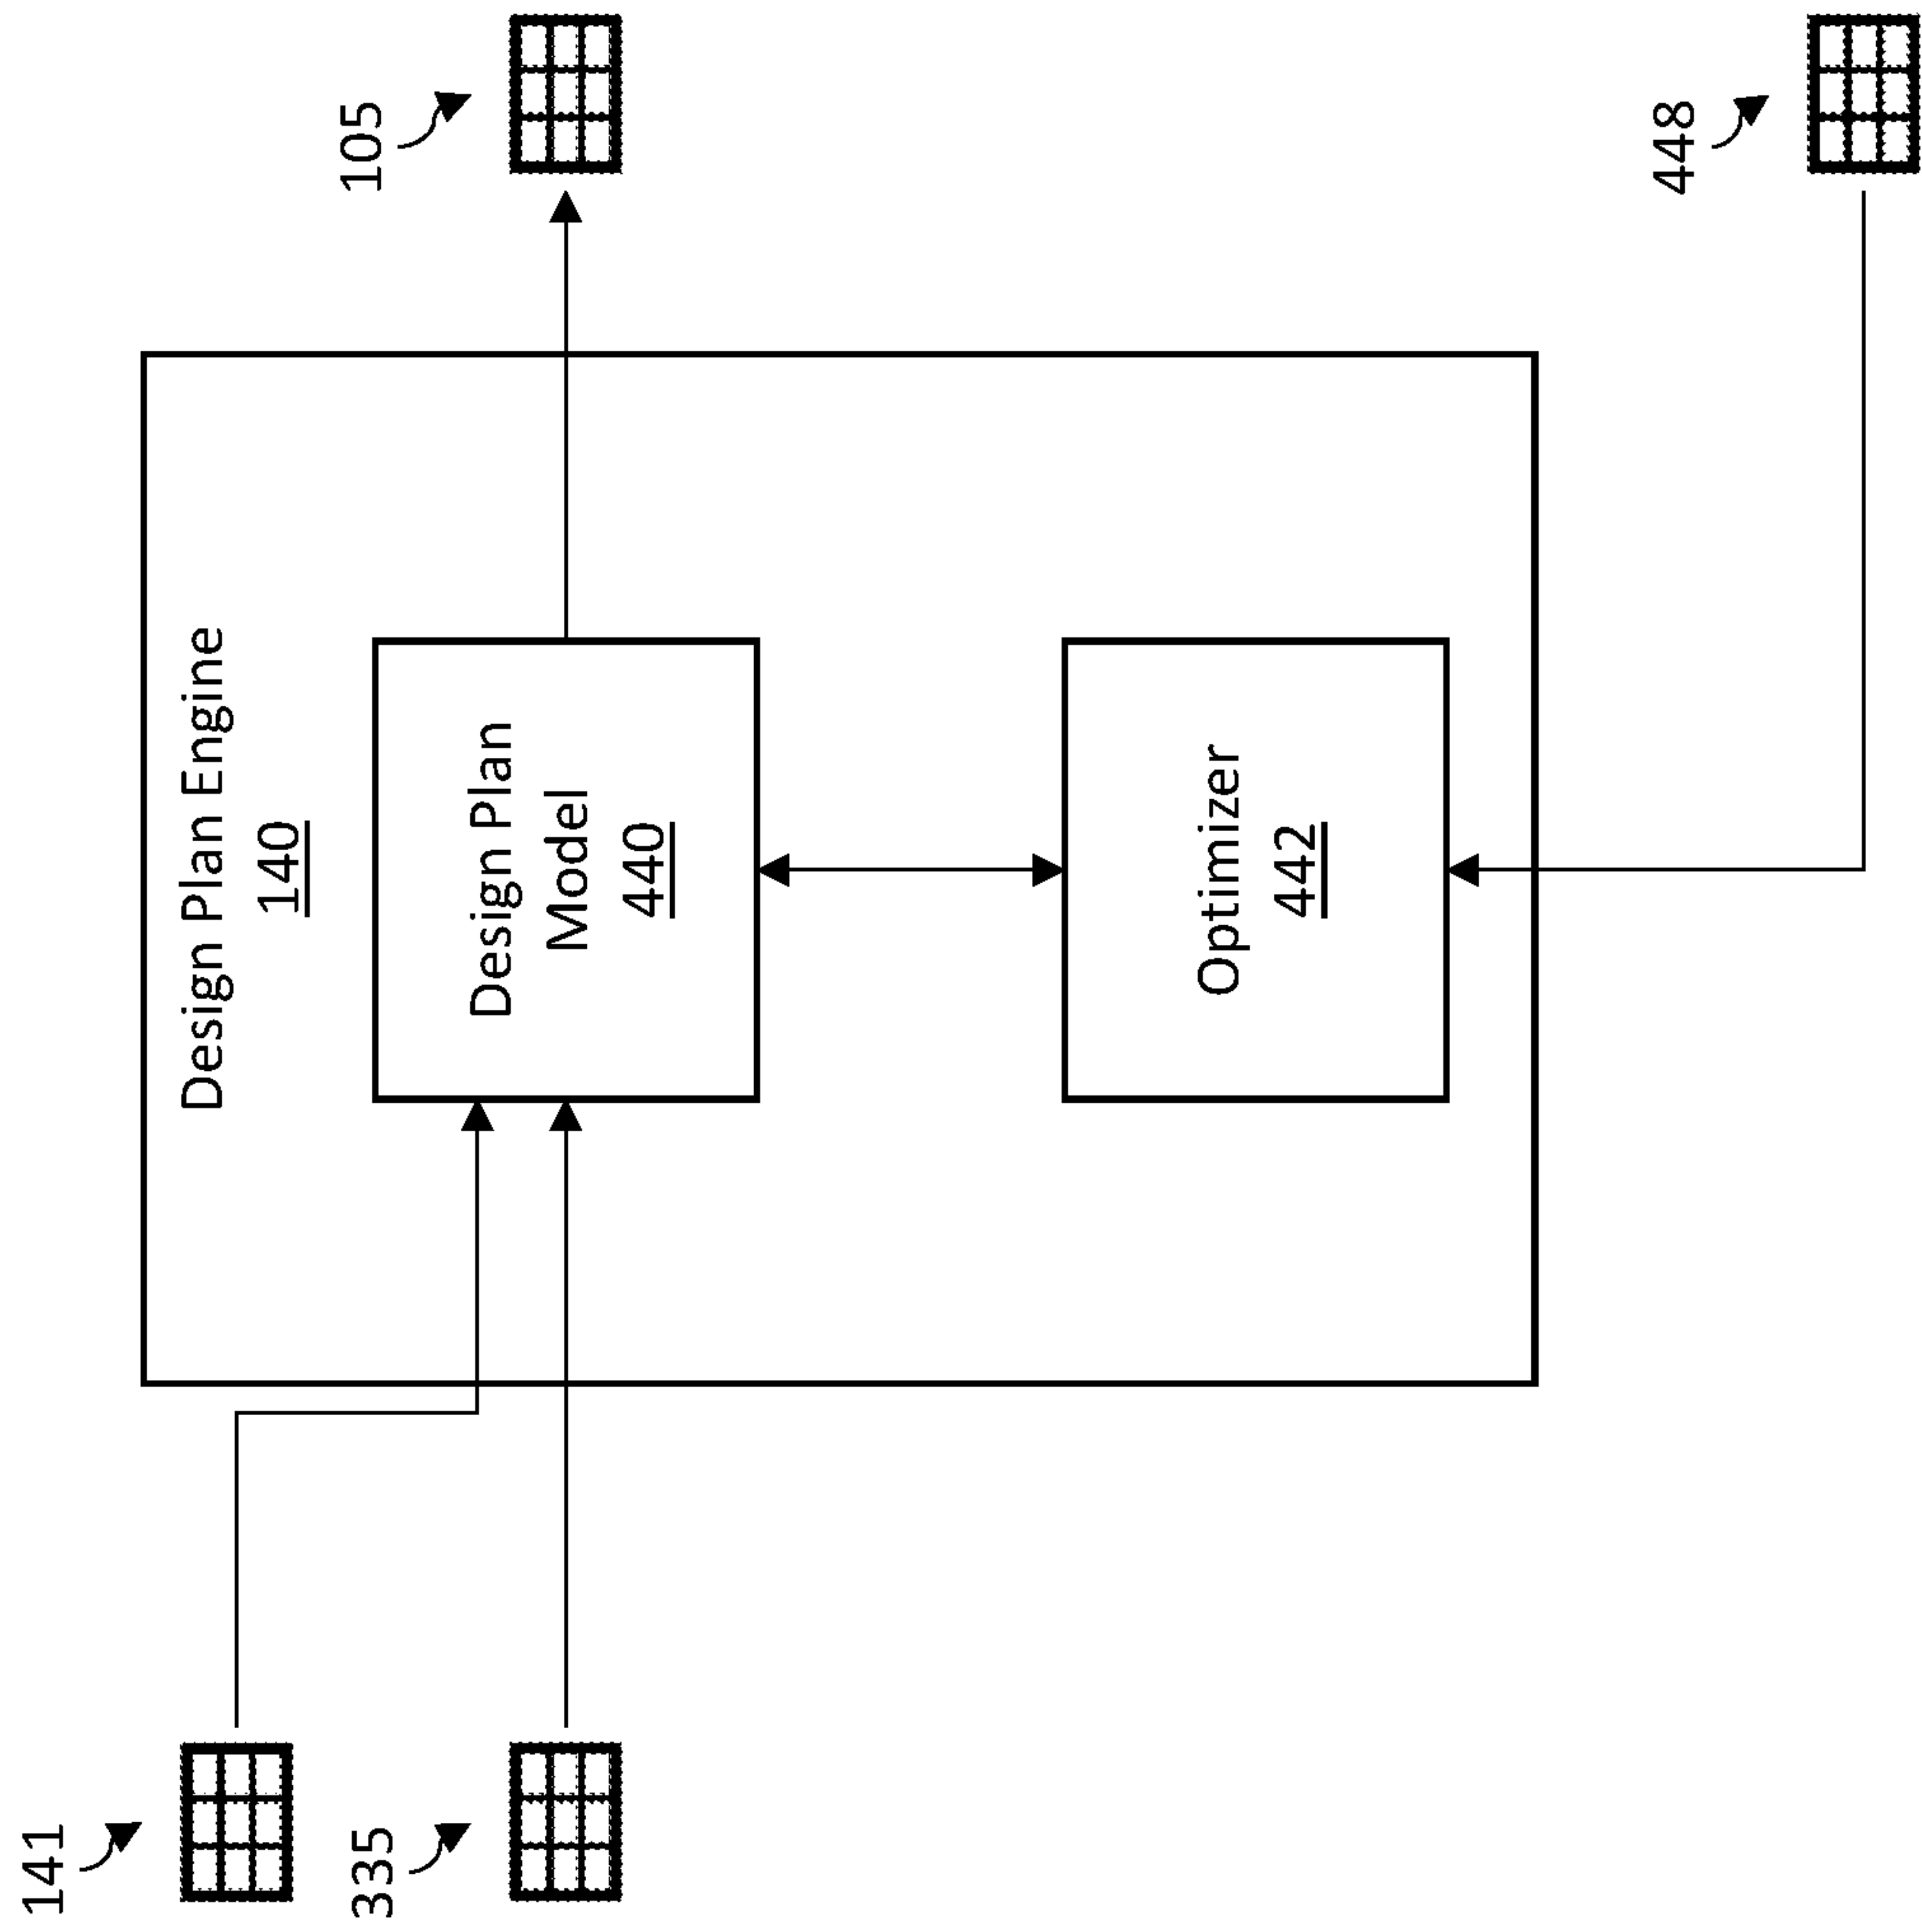 141
335
Design Plan Engine
140
Design Plan
Model
440
Optimizer
442
105
448